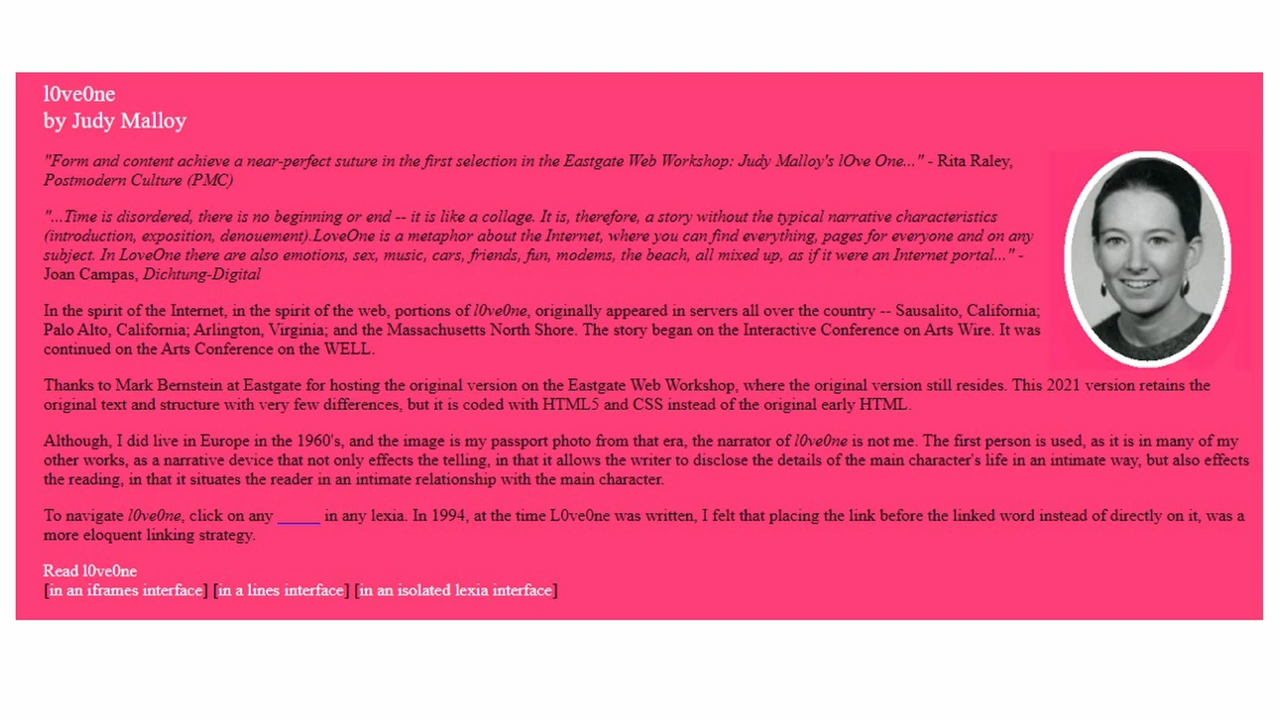 l0ve0ne
by Judy Malloy
"Form and content achieve a near-perfect suture in the first selection in the Eastgate Web Workshop: Judy Malloy's lOve One..." - Rita Raley,
Postmodern Culture (PMC)
"...Time is disordered, there is no beginning or end -- it is like a collage. It is, therefore, a story without the typical narrative characteristics
(introduction, exposition, denouement).LoveOne is a metaphor about the Internet, where you can find everything, pages for everyone and on any
subject. In LoveOne there are also emotions, sex, music, cars, friends, fun, modems, the beach, all mixed up, as if it were an Internet portal..." -
Joan Campas, Dichtung-Digital
In the spirit of the Internet, in the spirit of the web, portions of l0ve0ne, originally appeared in servers all over the country -- Sausalito, California;
Palo Alto, California; Arlington, Virginia; and the Massachusetts North Shore. The story began on the Interactive Conference on Arts Wire. It was
continued on the Arts Conference on the WELL.
Thanks to Mark Bernstein at Eastgate for hosting the original version on the Eastgate Web Workshop, where the original version still resides. This 2021 version retains the
original text and structure with very few differences, but it is coded with HTML5 and CSS instead of the original early HTML.
Although, I did live in Europe in the 1960's, and the image is my passport photo from that era, the narrator of l0ve0ne is not me. The first person is used, as it is in many of my
other works, as a narrative device that not only effects the telling, in that it allows the writer to disclose the details of the main character's life in an intimate way, but also effects
the reading, in that it situates the reader in an intimate relationship with the main character.
To navigate l0ve0ne, click on any _____ in any lexia. In 1994, at the time L0ve0ne was written, I felt that placing the link before the linked word instead of directly on it, was a
more eloquent linking strategy.
Read l0ve0ne
[in an iframes interface] [in a lines interface] [in an isolated lexia interface]